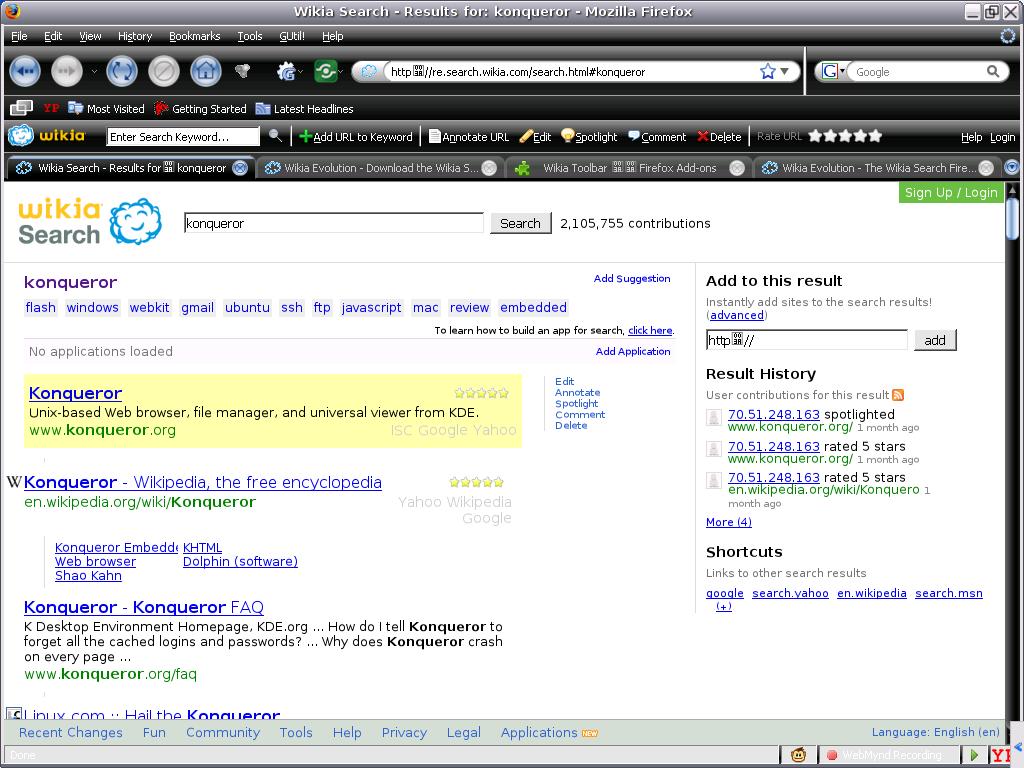 Wikia Search - Results for: konqueror - Mozilla Firefox
File Edit View History Bookmarks Tools GUtil! Help
http://re.search.wikia.com/search.html#konqueror
G Google
YP Most Visited Getting Started Latest Headlines
wikia Enter Search Keyword... Add URL to Keyword Annotate URL Edit Spotlight Comment Delete Rate URL Help Login
Wikia Search - Results for konqueror Wikia Evolution - Download the Wikia S... Wikia Toolbar Firefox Add-ons Wikia Evolution - The Wikia Search Fire...
Sign Up / Login
wikia Search
konqueror Search 2,105,755 contributions
konqueror Add Suggestion
flash windows webkit gmail ubuntu ssh ftp javascript mac review embedded
To learn how to build an app for search, click here.
No applications loaded Add Application
Konqueror
Unix-based Web browser, file manager, and universal viewer from KDE.
www.konqueror.org ISC Google Yahoo
Edit
Annotate
Spotlight
Comment
Delete
W Konqueror - Wikipedia, the free encyclopedia
en.wikipedia.org/wiki/Konqueror Yahoo Wikipedia
Google
Konqueror Embedde KHTML
Web browser Dolphin (software)
Shao Kahn
Konqueror - Konqueror FAQ
K Desktop Environment Homepage, KDE.org ... How do I tell Konqueror to
forget all the cached logins and passwords? ... Why does Konqueror crash
on every page ...
www.konqueror.org/faq
Linux.com :: Hail the Konqueror
Add to this result
Instantly add sites to the search results!
(advanced)
http:// add
Result History
User contributions for this result
70.51.248.163 spotlighted
www.konqueror.org/ 1 month ago
70.51.248.163 rated 5 stars
www.konqueror.org/ 1 month ago
70.51.248.163 rated 5 stars
en.wikipedia.org/wiki/Konquero 1
month ago
More (4)
Shortcuts
Links to other search results
google search.yahoo en.wikipedia search.msn
(+)
Recent Changes Fun Community Tools Help Privacy Legal Applications NEW Language: English (en)
Done WebMynd Recording Y!